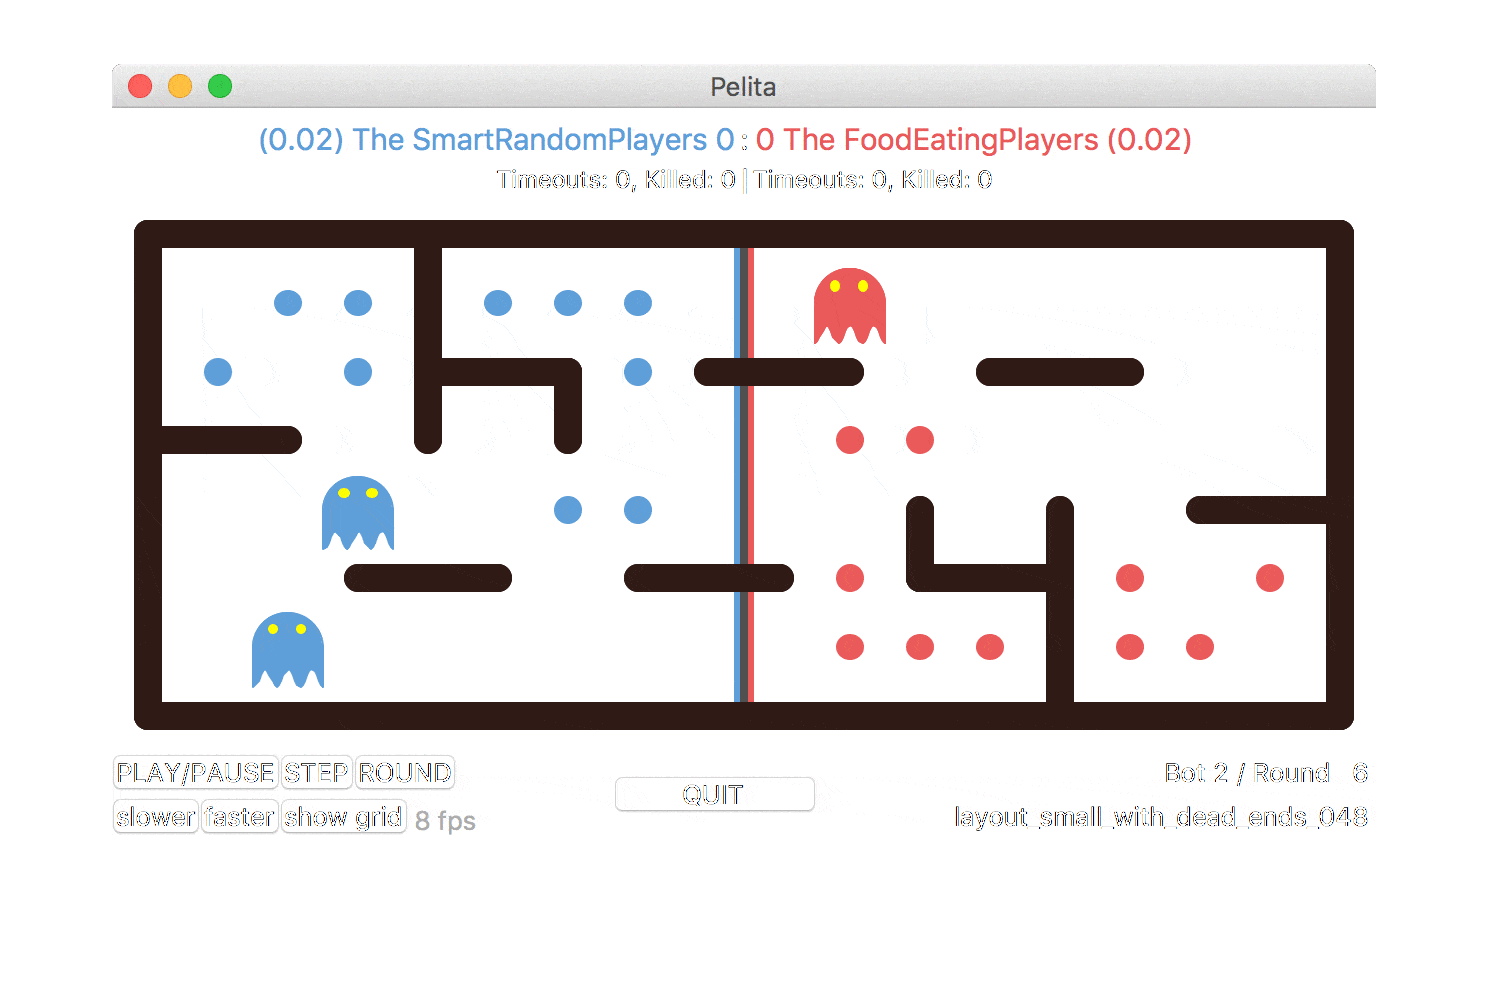 Pelita
(0.02) The SmartRandomPlayers 0 : 0 The FoodEatingPlayers (0.02)
Timeouts: 0, Killed: 0 | Timeouts: 0, Killed: 0
PLAY/PAUSE STEP ROUND
slower faster show grid 8 fps
QUIT
Bot 2 / Round 6
layout_small_with_dead_ends_048